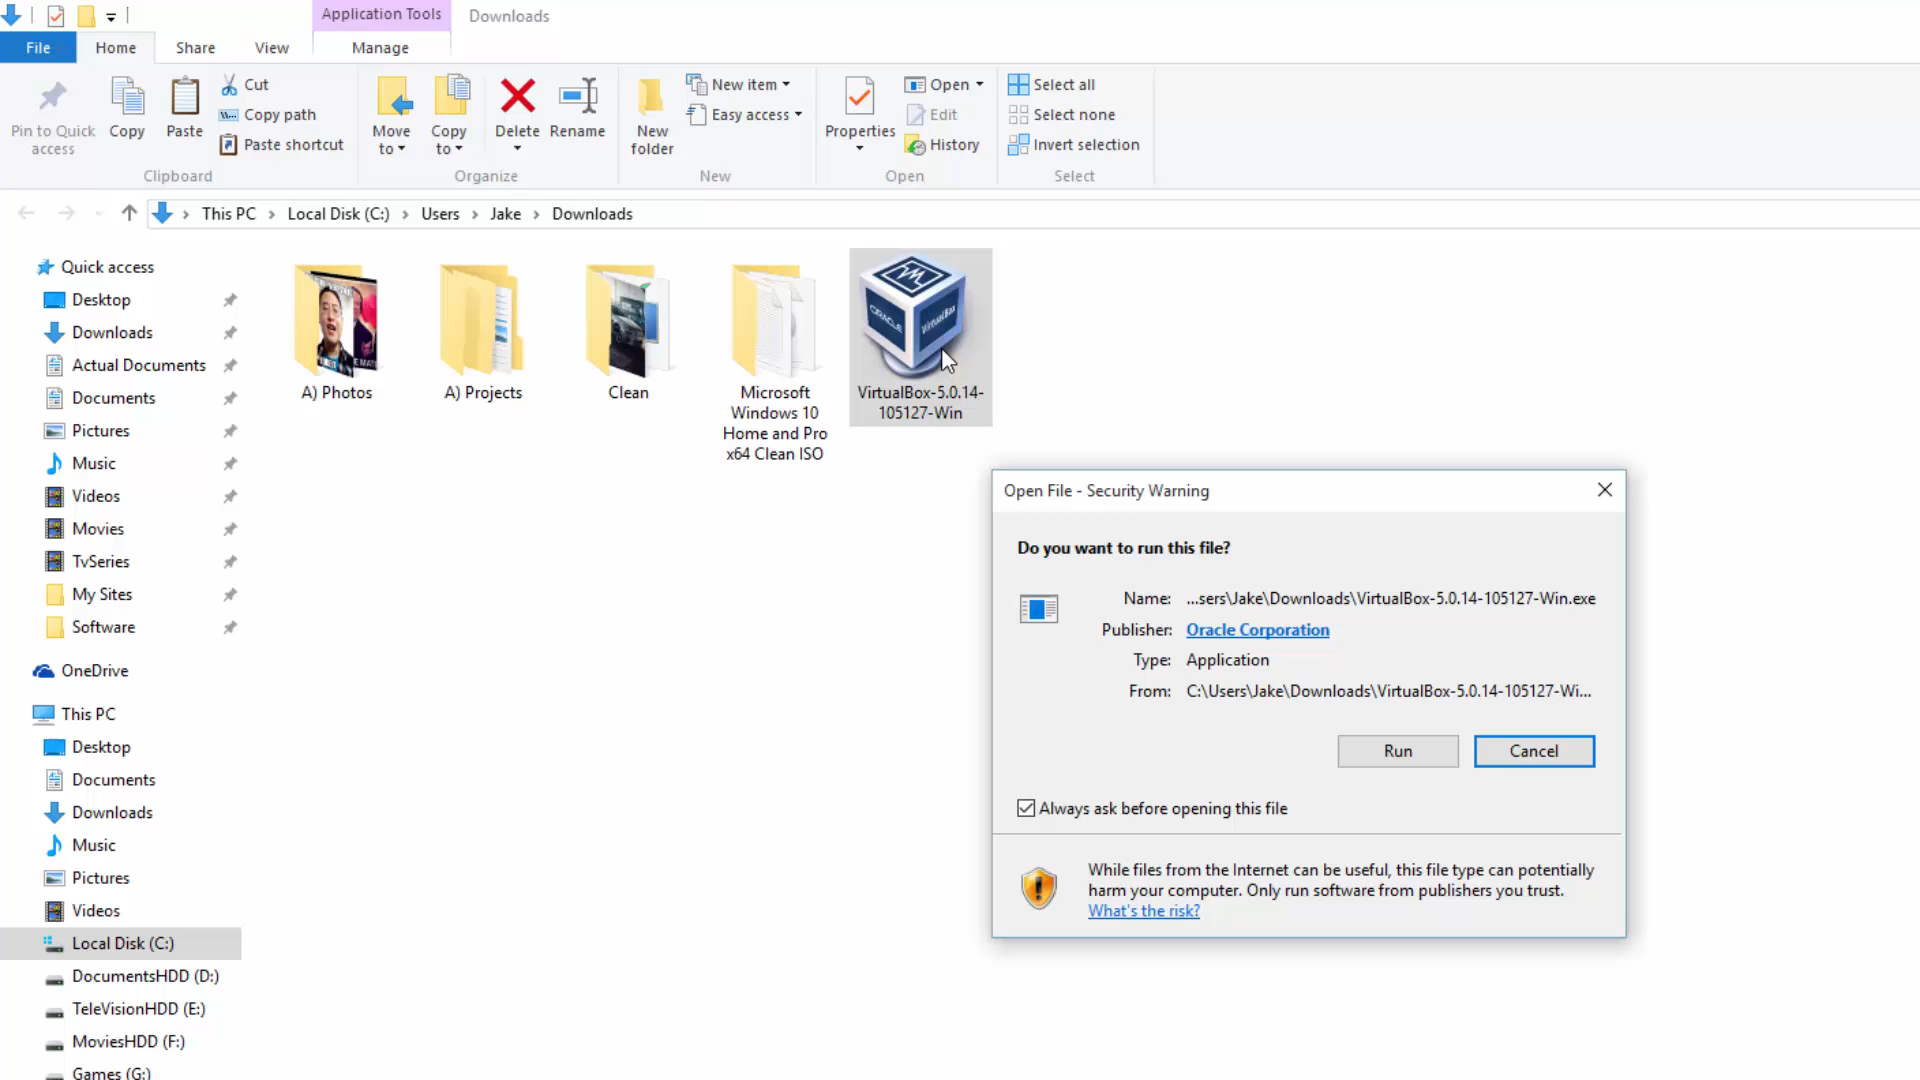 Application Tools
Downloads
File
Home
Share
View
Manage
Pin to Quick
access
Copy
Paste
Cut
Copy path
Paste shortcut
Clipboard
Move
to
Copy
to
Delete
Rename
Organize
New
folder
New item
Easy access
New
Properties
Open
Edit
History
Open
Select all
Select none
Invert selection
Select
This PC
Local Disk (C:)
Users
Jake
Downloads
Quick access
Desktop
Downloads
Actual Documents
Documents
Pictures
Music
Videos
Movies
TvSeries
My Sites
Software
OneDrive
This PC
Desktop
Documents
Downloads
Music
Pictures
Videos
Local Disk (C:)
DocumentsHDD (D:)
TeleVisionHDD (E:)
MoviesHDD (F:)
Games (G:)
A) Photos
A) Projects
Clean
Microsoft
Windows 10
Home and Pro
x64 Clean ISO
ORACLE
VirtualBox
VirtualBox-5.0.14-
105127-Win
Open File - Security Warning
Do you want to run this file?
Name: ...sers\Jake\Downloads\VirtualBox-5.0.14-105127-Win.exe
Publisher: Oracle Corporation
Type: Application
From: C:\Users\Jake\Downloads\VirtualBox-5.0.14-105127-Wi...
Run
Cancel
Always ask before opening this file
While files from the Internet can be useful, this file type can potentially
harm your computer. Only run software from publishers you trust.
What's the risk?